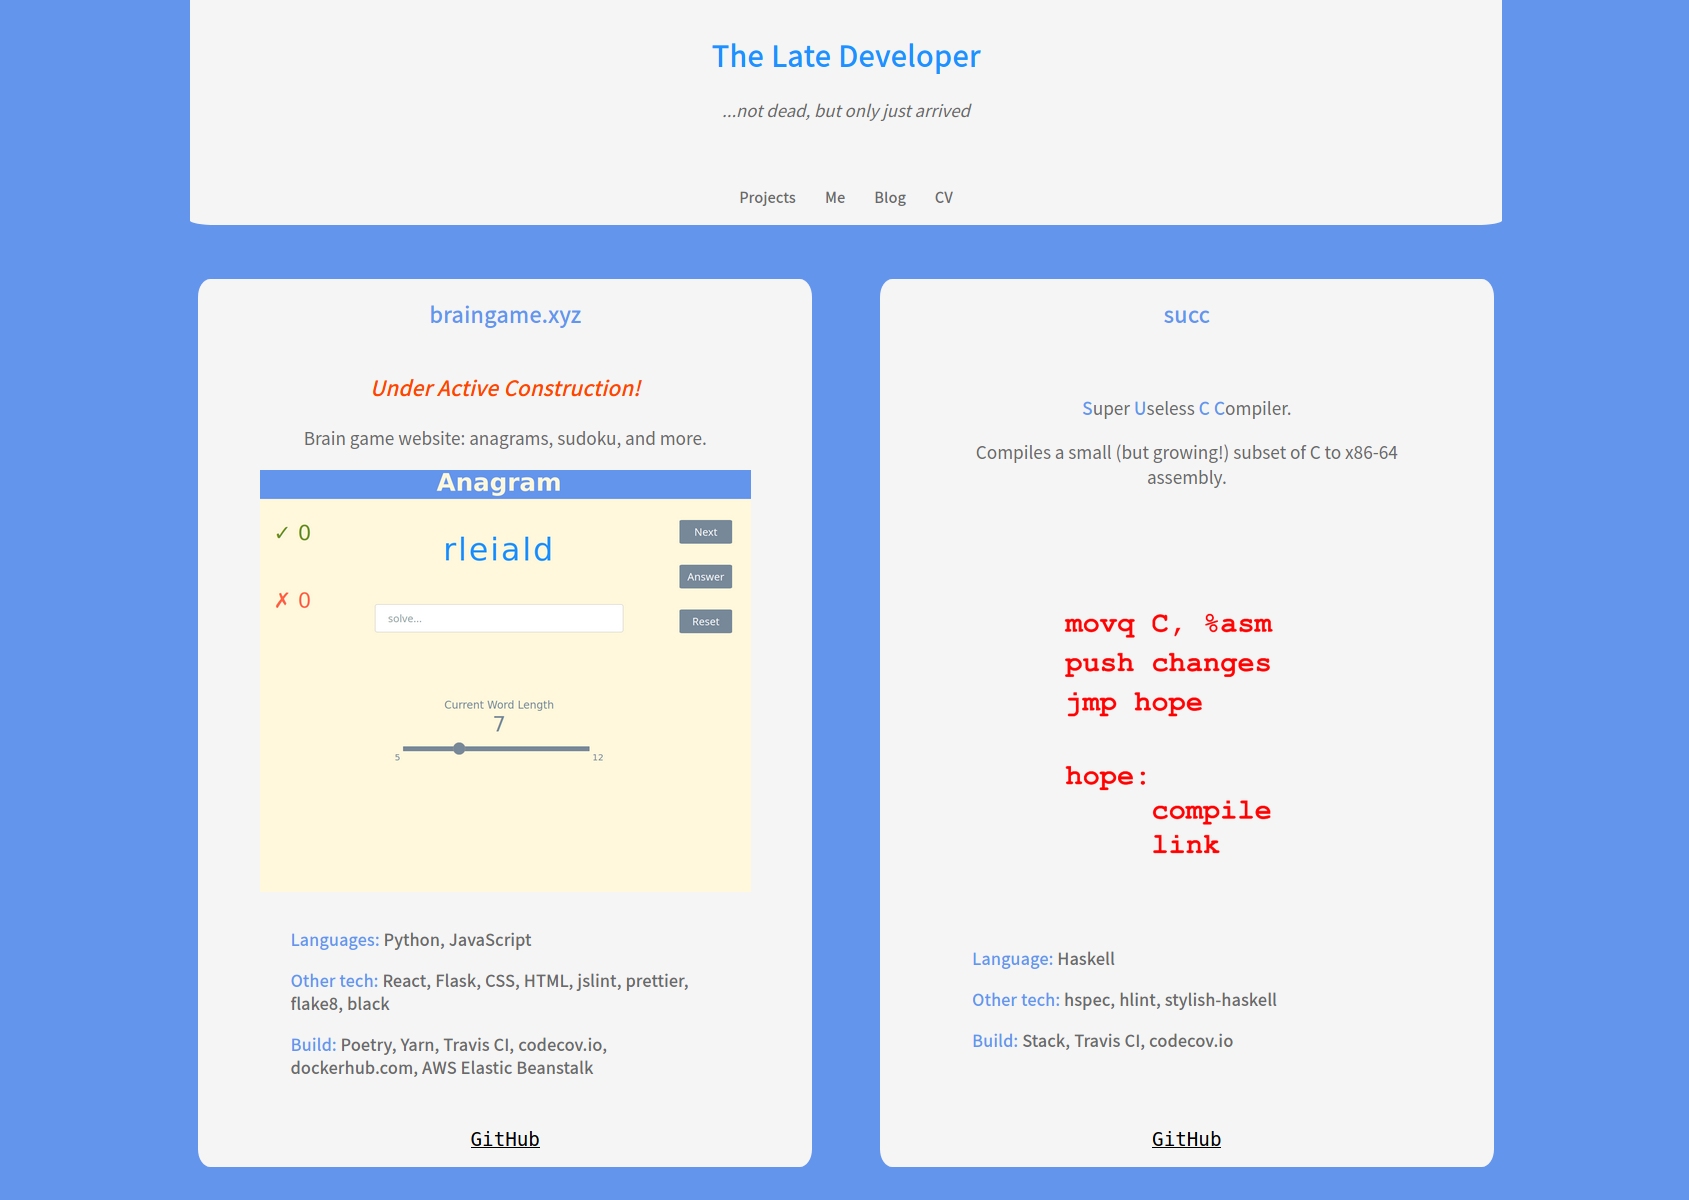 The Late Developer
...not dead, but only just arrived
Projects Me Blog CV
braingame.xyz
Under Active Construction!
Brain game website: anagrams, sudoku, and more.
Anagram
✓ 0
rleiald
Next
Answer
✗ 0
solve...
Reset
Current Word Length
7
5 12
Languages: Python, JavaScript
Other tech: React, Flask, CSS, HTML, jslint, prettier,
flake8, black
Build: Poetry, Yarn, Travis CI, codecov.io,
dockerhub.com, AWS Elastic Beanstalk
GitHub
succ
Super Useless C Compiler.
Compiles a small (but growing!) subset of C to x86-64
assembly.
movq C, %asm
push changes
jmp hope
hope:
compile
link
Language: Haskell
Other tech: hspec, hlint, stylish-haskell
Build: Stack, Travis CI, codecov.io
GitHub